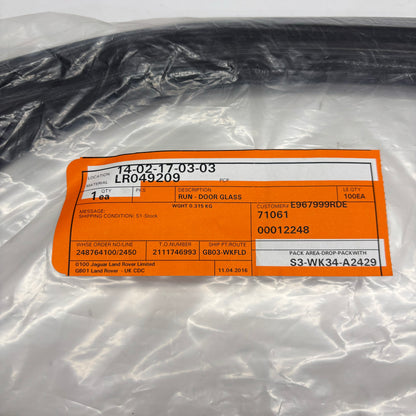 LOCATION 14-02-17-03-03
MATERIAL LR049209 PCP
QTY PKS DESCRIPTION LE QTY
1 ea RUN - DOOR GLASS 100EA
WGHT 0.315 KG
MESSAGE CUSTOMER# E967999RDE
SHIPPING CONDITION: S1-Stock 71061
00012248
WHSE ORDER NO/LINE T.O.NUMBER SHIP PT:ROUTE
248764100/2450 2111746993 GB03-WKFLD
PACK AREA-DROP-PACKWITH
S3-WK34-A2429
©100 Jaguar Land Rover Limited
GB01 Land Rover - UK CDC 11.04.2016